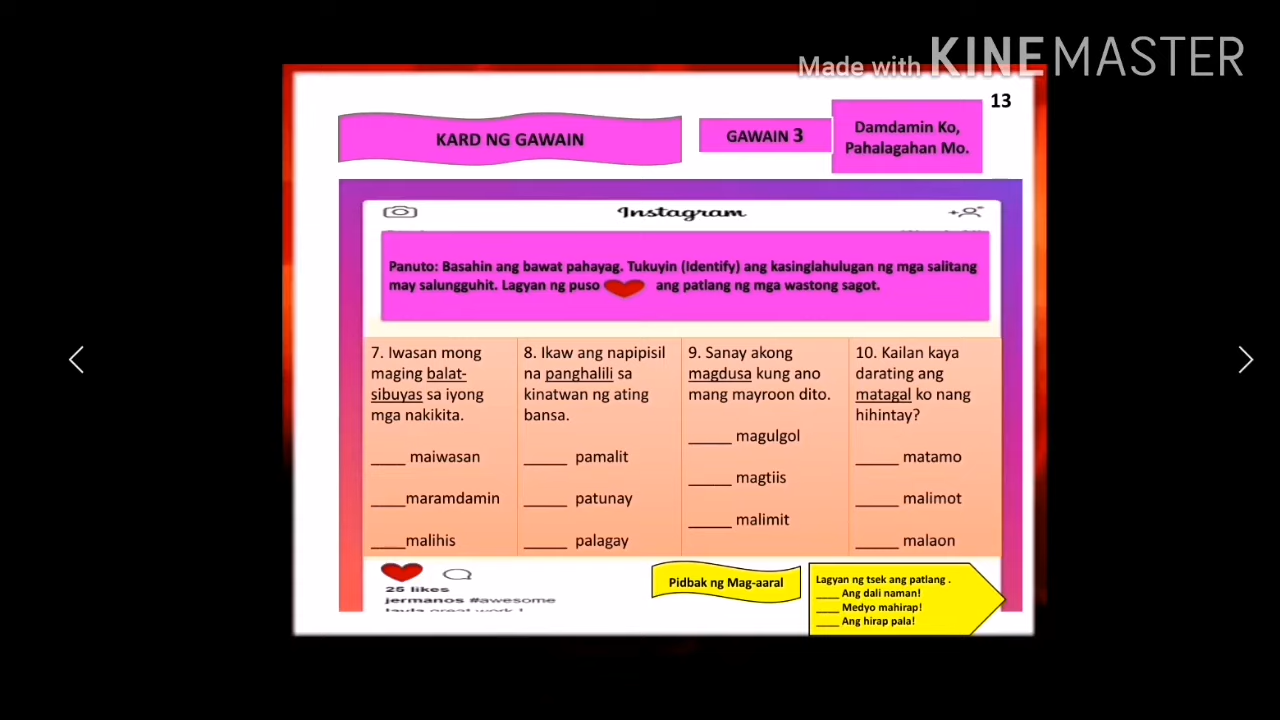 Made with KINEMASTER
13
KARD NG GAWAIN
GAWAIN 3
Damdamin Ko,
Pahalagahan Mo.
Instagram
Panuto: Basahin ang bawat pahayag. Tukuyin (Identify) ang kasinglahulugan ng mga salitang
may salungguhit. Lagyan ng puso ang patlang ng mga wastong sagot.
7. Iwasan mong
maging balat-
sibuyas sa iyong
mga nakikita.
____ maiwasan
____maramdamin
____malihis
8. Ikaw ang napipisil
na panghalili sa
kinatwan ng ating
bansa.
_____ pamalit
_____ patunay
_____ palagay
9. Sanay akong
magdusa kung ano
mang mayroon dito.
_____ magulgol
_____ magtiis
_____ malimit
10. Kailan kaya
darating ang
matagal ko nang
hihintay?
_____ matamo
_____ malimot
_____ malaon
25 likes
jermanos #awesome
Pidbak ng Mag-aaral
Lagyan ng tsek ang patlang .
____ Ang dali naman!
____ Medyo mahirap!
____ Ang hirap pala!